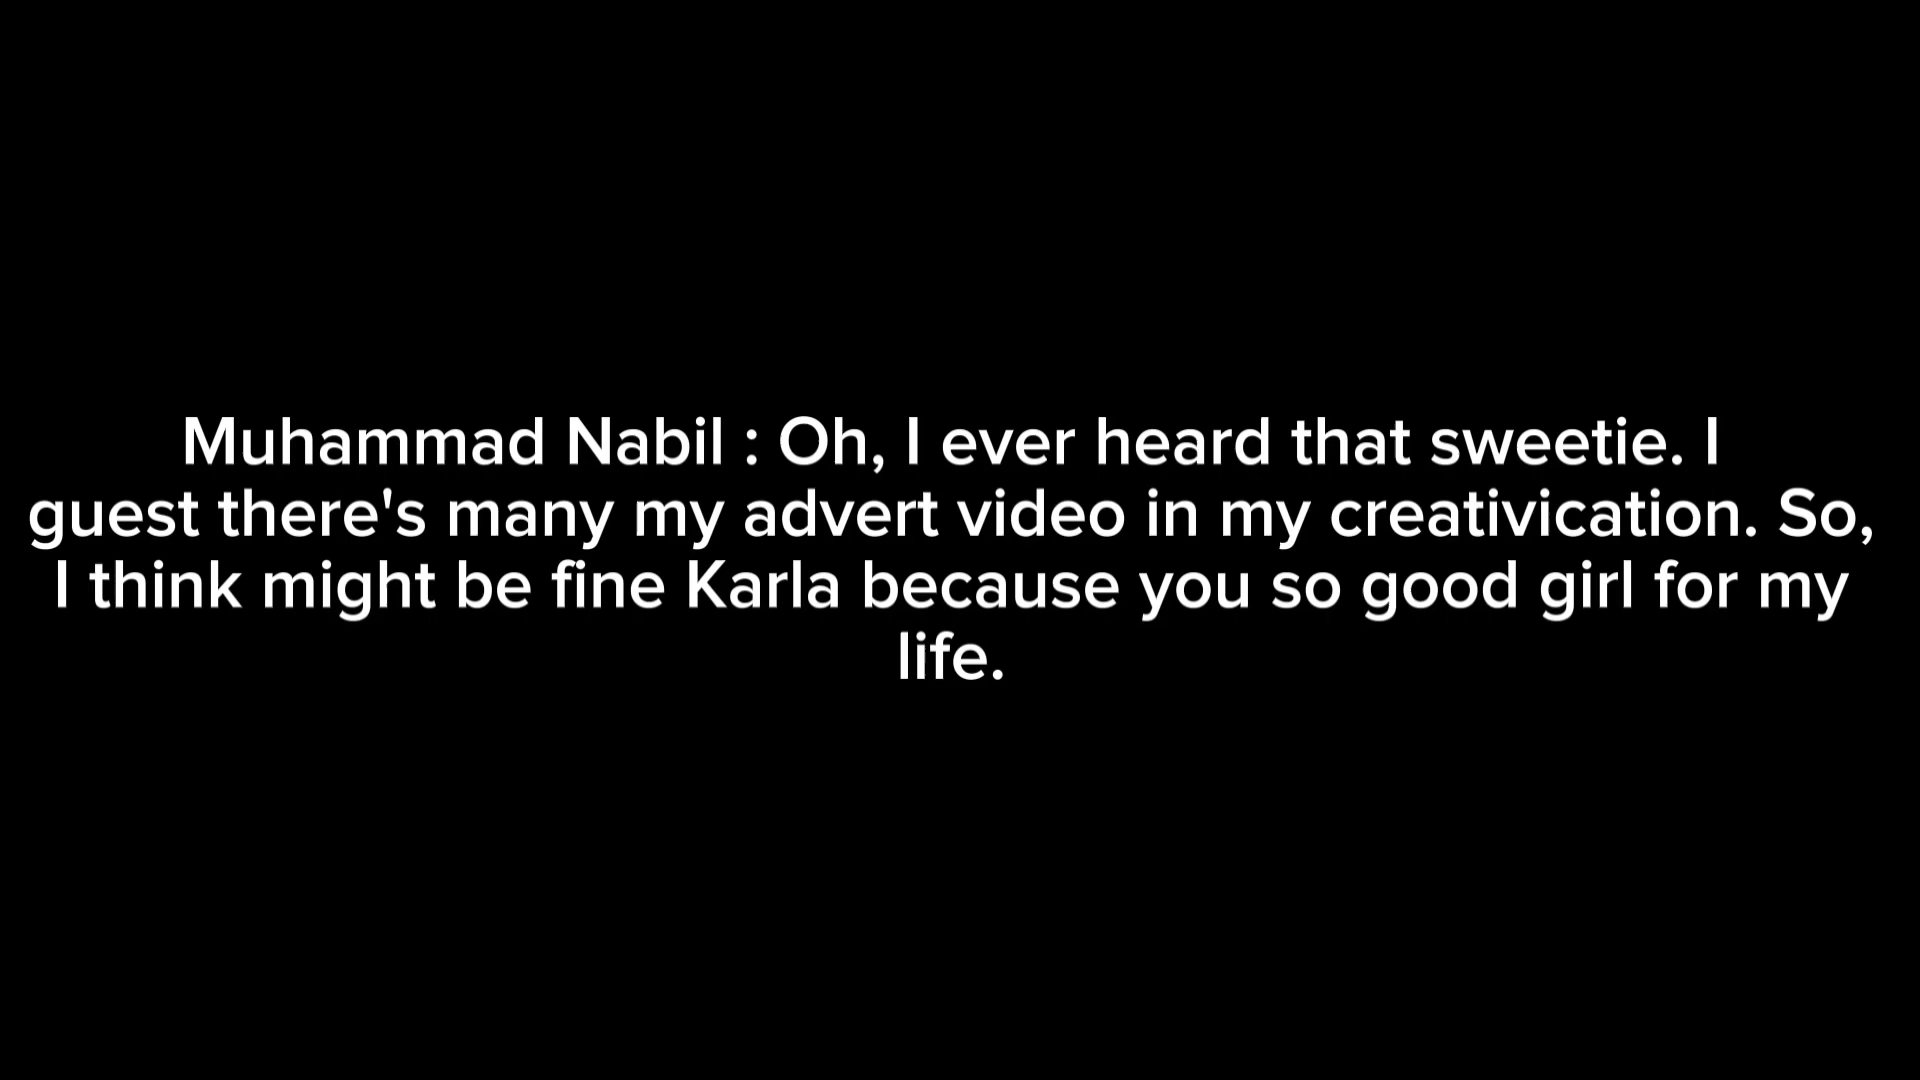 Muhammad Nabil : Oh, I ever heard that sweetie. I
guest there's many my advert video in my creativication. So,
I think might be fine Karla because you so good girl for my
life.